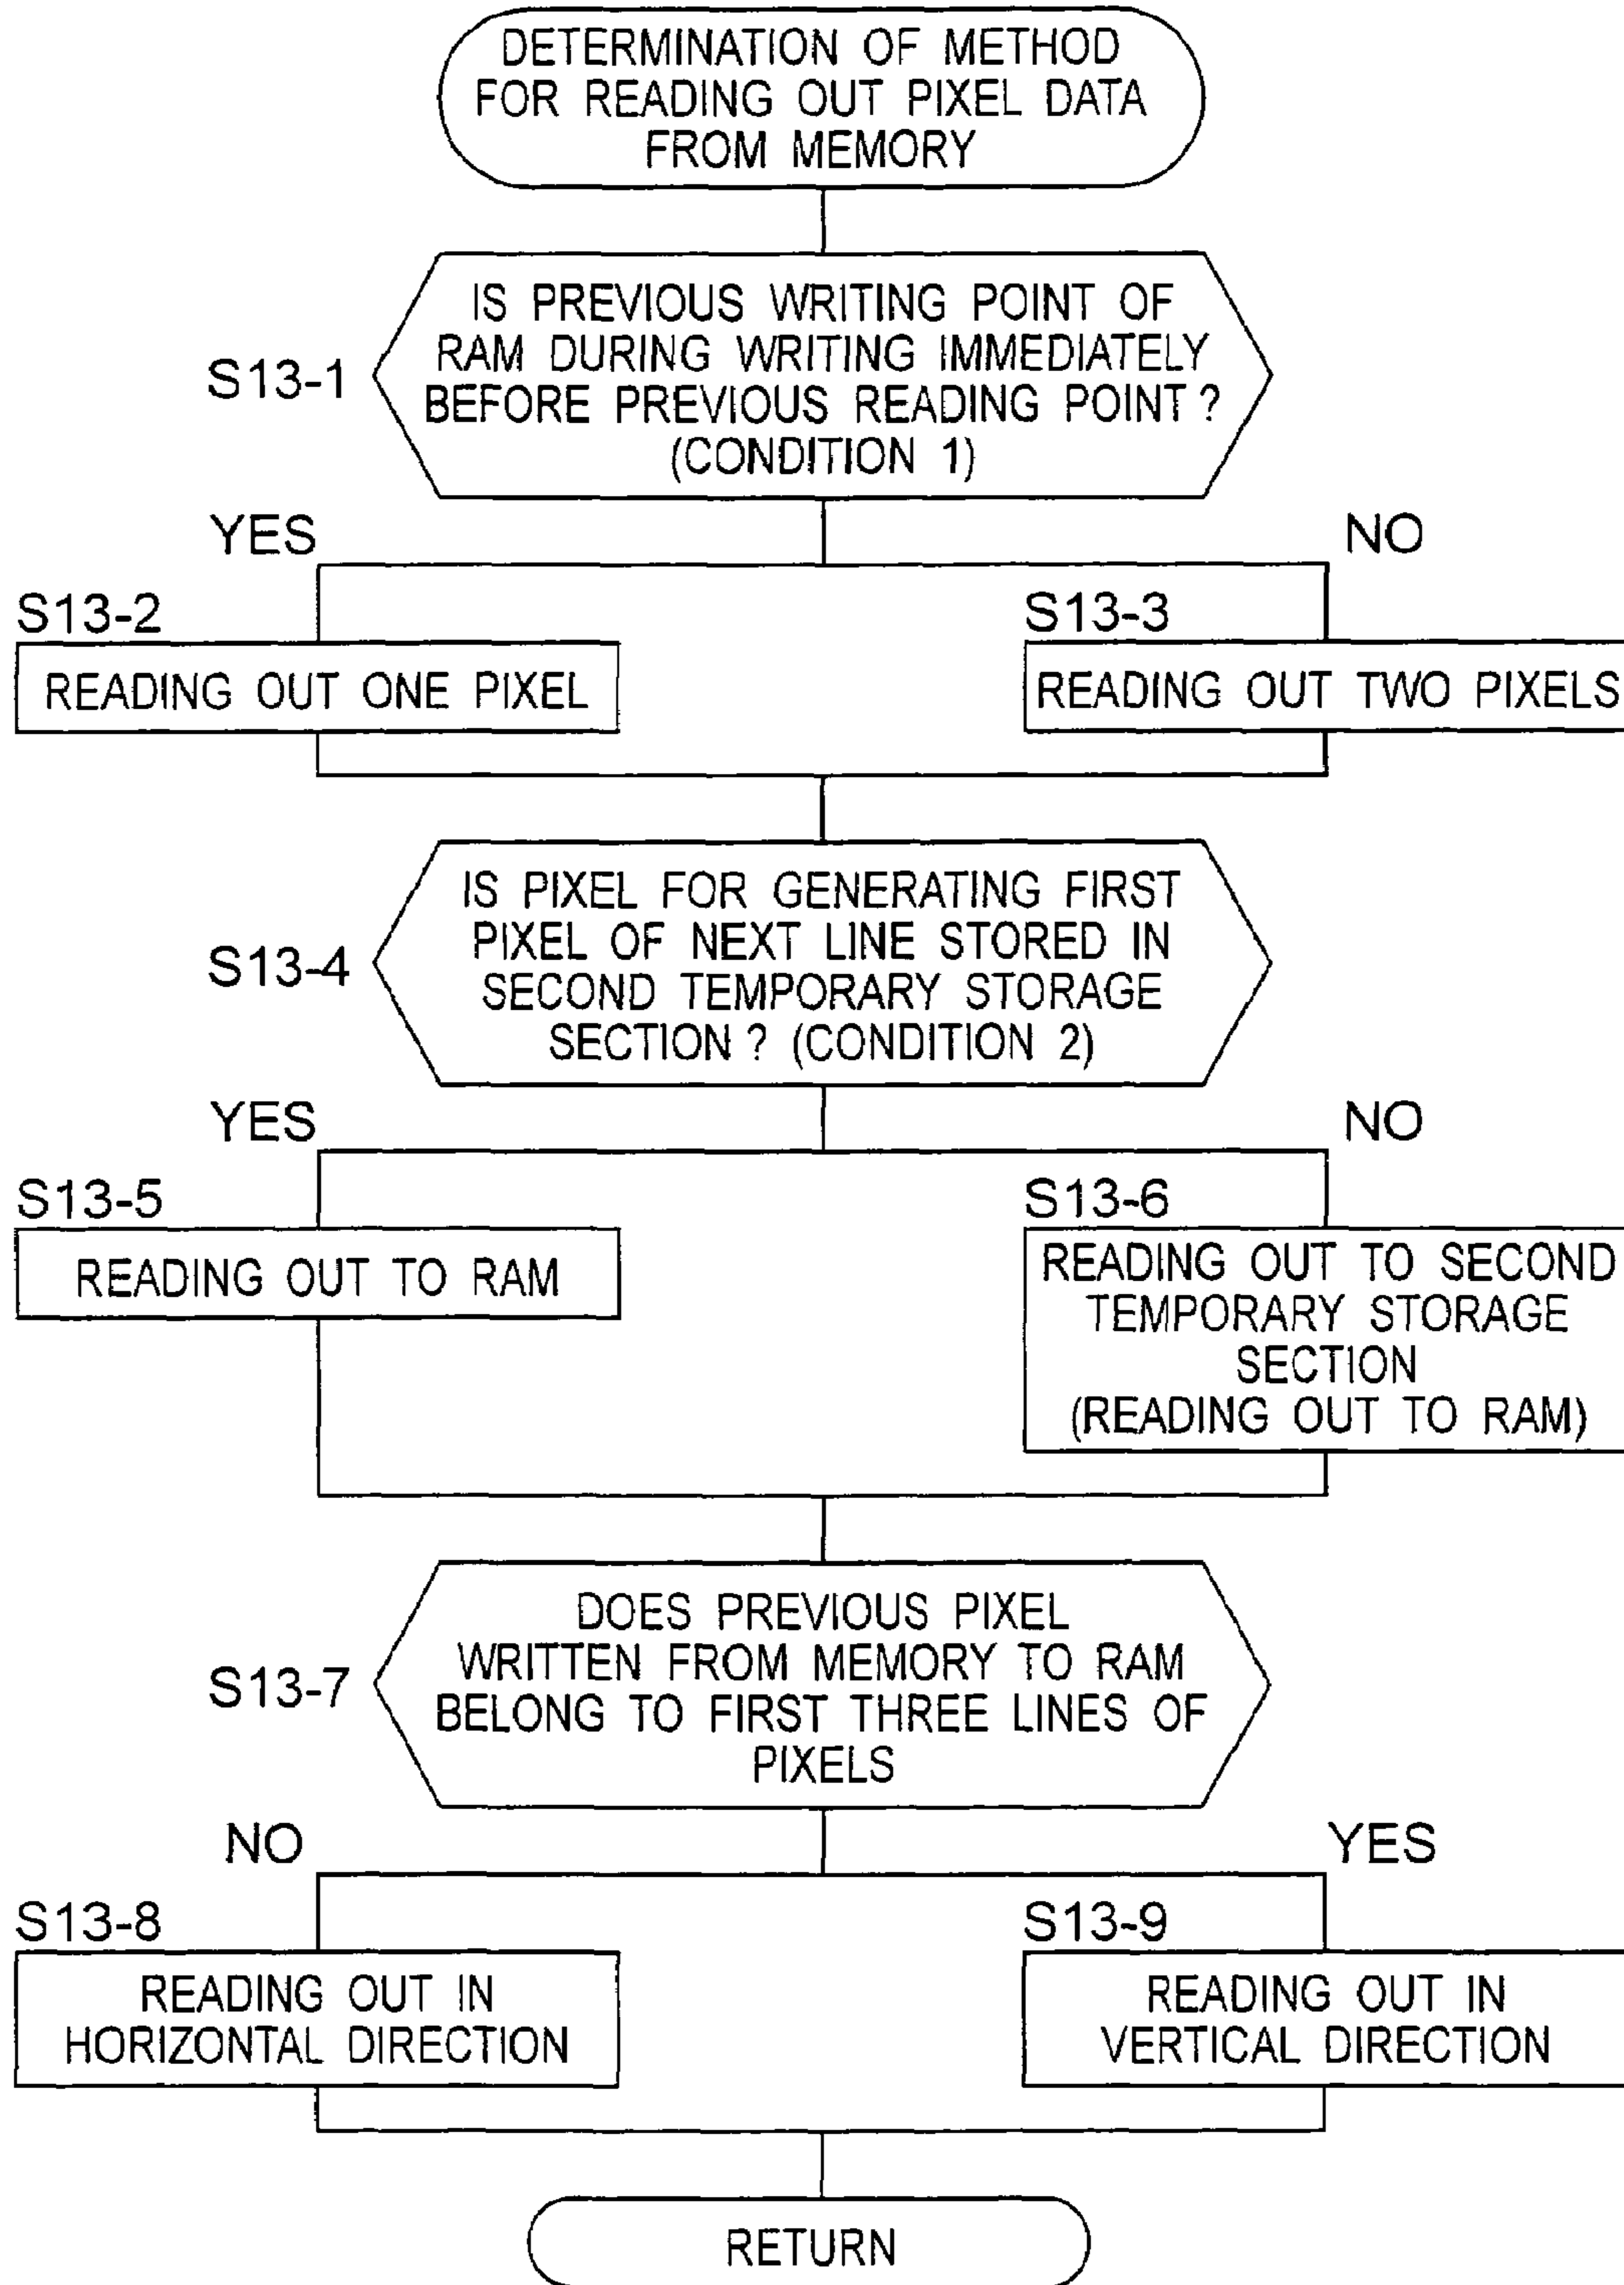 DETERMINATION OF METHOD
FOR READING OUT PIXEL DATA
FROM MEMORY
S13-1
IS PREVIOUS WRITING POINT OF
RAM DURING WRITING IMMEDIATELY
BEFORE PREVIOUS READING POINT ?
(CONDITION 1)
YES
NO
S13-2
READING OUT ONE PIXEL
S13-3
READING OUT TWO PIXELS
S13-4
IS PIXEL FOR GENERATING FIRST
PIXEL OF NEXT LINE STORED IN
SECOND TEMPORARY STORAGE
SECTION ? (CONDITION 2)
YES
NO
S13-5
READING OUT TO RAM
S13-6
READING OUT TO SECOND
TEMPORARY STORAGE
SECTION
(READING OUT TO RAM)
S13-7
DOES PREVIOUS PIXEL
WRITTEN FROM MEMORY TO RAM
BELONG TO FIRST THREE LINES OF
PIXELS
NO
YES
S13-8
READING OUT IN
HORIZONTAL DIRECTION
S13-9
READING OUT IN
VERTICAL DIRECTION
RETURN